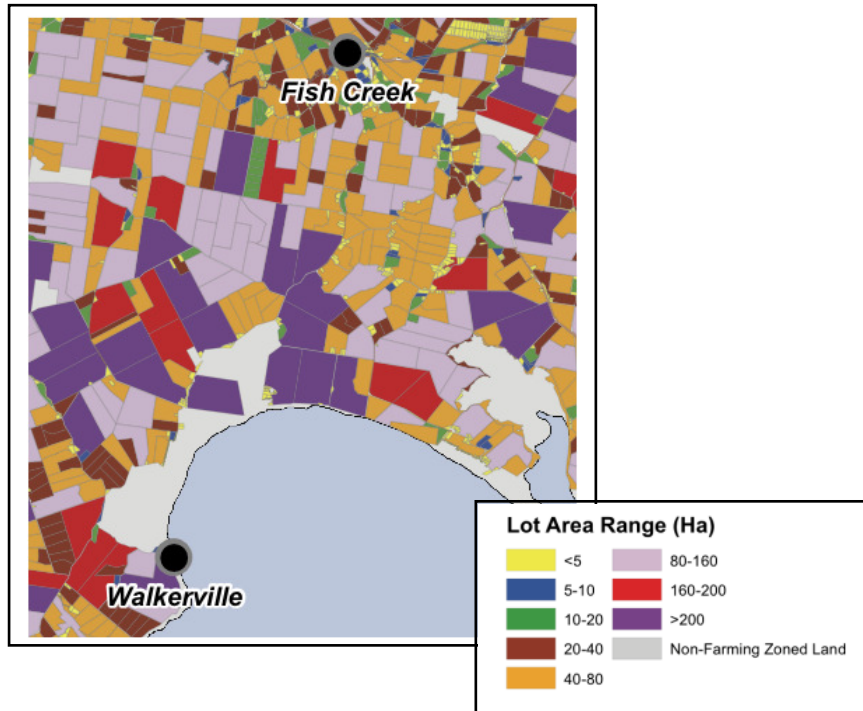 Fish Creek
Walkerville
Lot Area Range (Ha)
<5
80-160
5-10
160-200
10-20
>200
20-40
Non-Farming Zoned Land
40-80